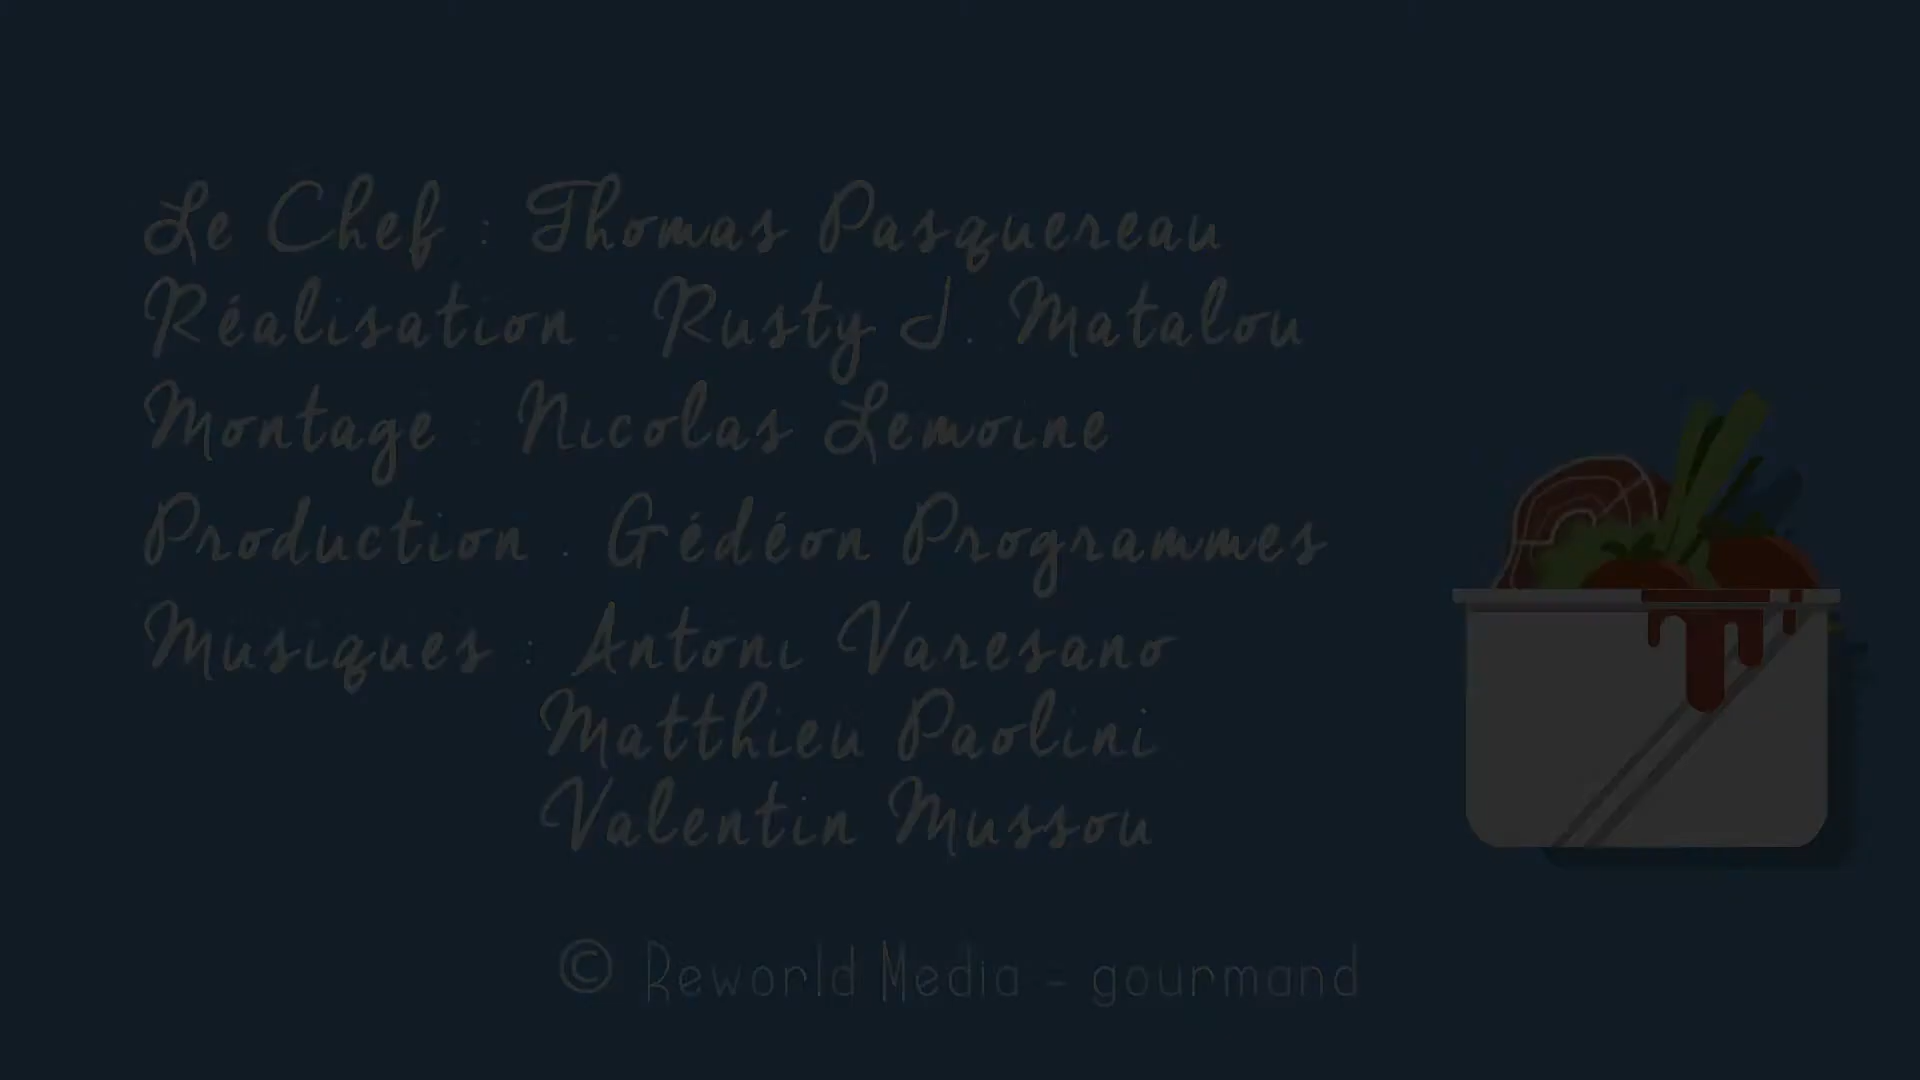 Le Chef : Thomas Pasquereau
Réalisation : Rusty J. Matalou
Montage : Nicolas Lemoine
Production : Gédéon Programmes
Musiques : Antoni Varesano
Matthieu Paolini
Valentin Mussou
© Reworld Media - gourmand